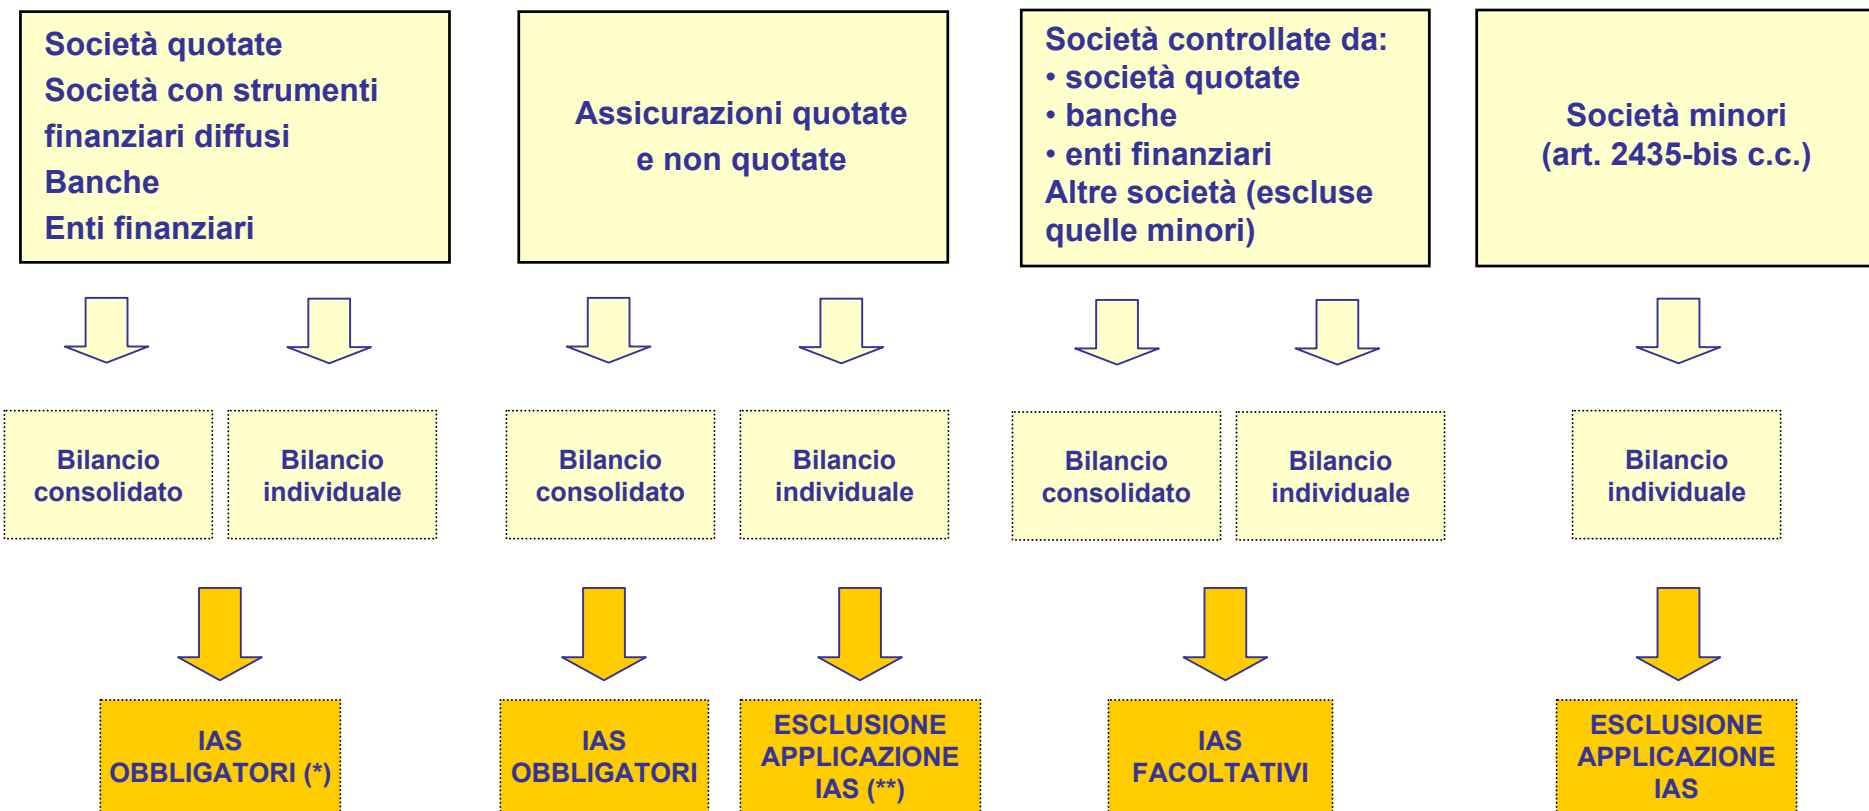 Società quotate
Società con strumenti
finanziari diffusi
Banche
Enti finanziari
Assicurazioni quotate
e non quotate
Società controllate da:
• società quotate
• banche
• enti finanziari
Altre società (escluse
quelle minori)
Società minori
(art. 2435-bis c.c.)
Bilancio
consolidato
Bilancio
individuale
Bilancio
consolidato
Bilancio
individuale
Bilancio
consolidato
Bilancio
individuale
Bilancio
individuale
IAS
OBBLIGATORI (*)
IAS
OBBLIGATORI
ESCLUSIONE
APPLICAZIONE
IAS (**)
IAS
FACOLTATIVI
ESCLUSIONE
APPLICAZIONE
IAS